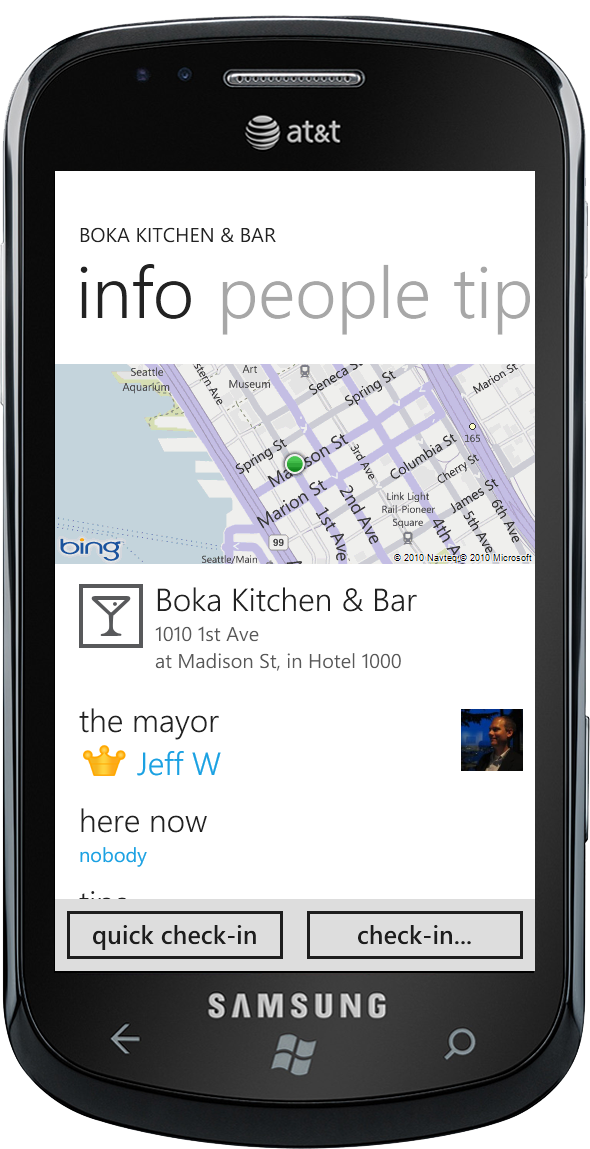 at&t
BOKA KITCHEN & BAR
info people tip
Seattle
Aquarium
Art
Museum
Seneca St
Spring St
Marion St
165
Spring St
Madison St
Marion St
1st Ave
2nd Ave
3rd Ave
Columbia St
Cherry St
James St
4th Av
5th Ave
6th Ave
Link Light
Rail-Pioneer
Square
99
Seattle/Main
bing
© 2010 Navteq © 2010 Microsoft
Boka Kitchen & Bar
1010 1st Ave
at Madison St, in Hotel 1000
the mayor
Jeff W
here now
nobody
quick check-in
check-in...
SAMSUNG